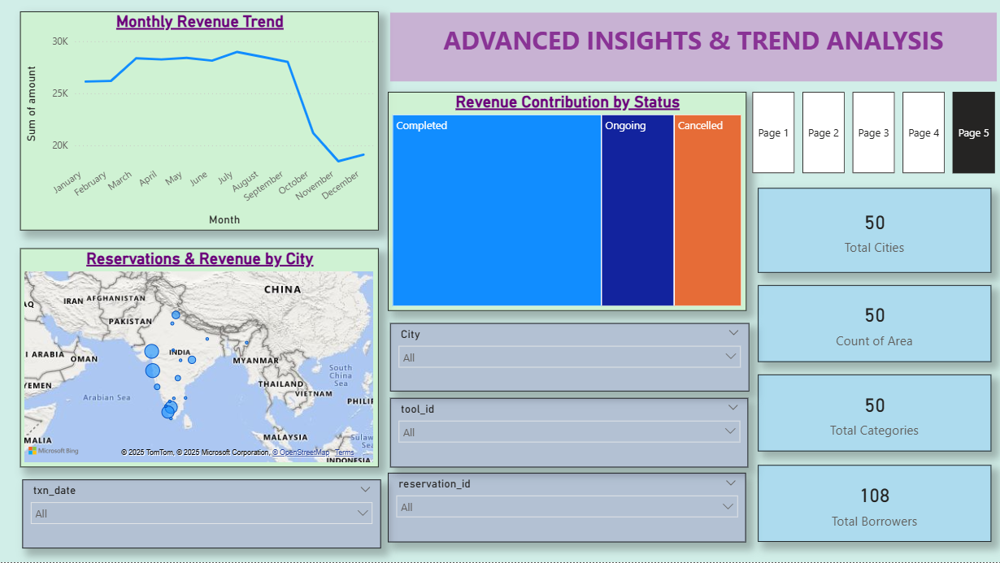 Monthly Revenue Trend
30K
25K
20K
Sum of amount
January
February
March
April
May
June
July
August
September
October
November
December
Month
ADVANCED INSIGHTS & TREND ANALYSIS
Revenue Contribution by Status
Completed
Ongoing
Cancelled
Page 1
Page 2
Page 3
Page 4
Page 5
50
Total Cities
50
Count of Area
50
Total Categories
108
Total Borrowers
Reservations & Revenue by City
CHINA
IRAN
AFGHANISTAN
AQ
PAKISTAN
I ARABIA
OMAN
INDIA
MYANMAR
YEMEN
THAILAND
VIETNAM
South
China
Sea
PHILIP
Arabian Sea
MALIA
MALAYSIA
Sulaw
Sea
INDONESIA
Microsoft Bing
© 2025 TomTom, © 2025 Microsoft Corporation, © OpenStreetMap Terms
City
All
tool_id
All
txn_date
All
reservation_id
All